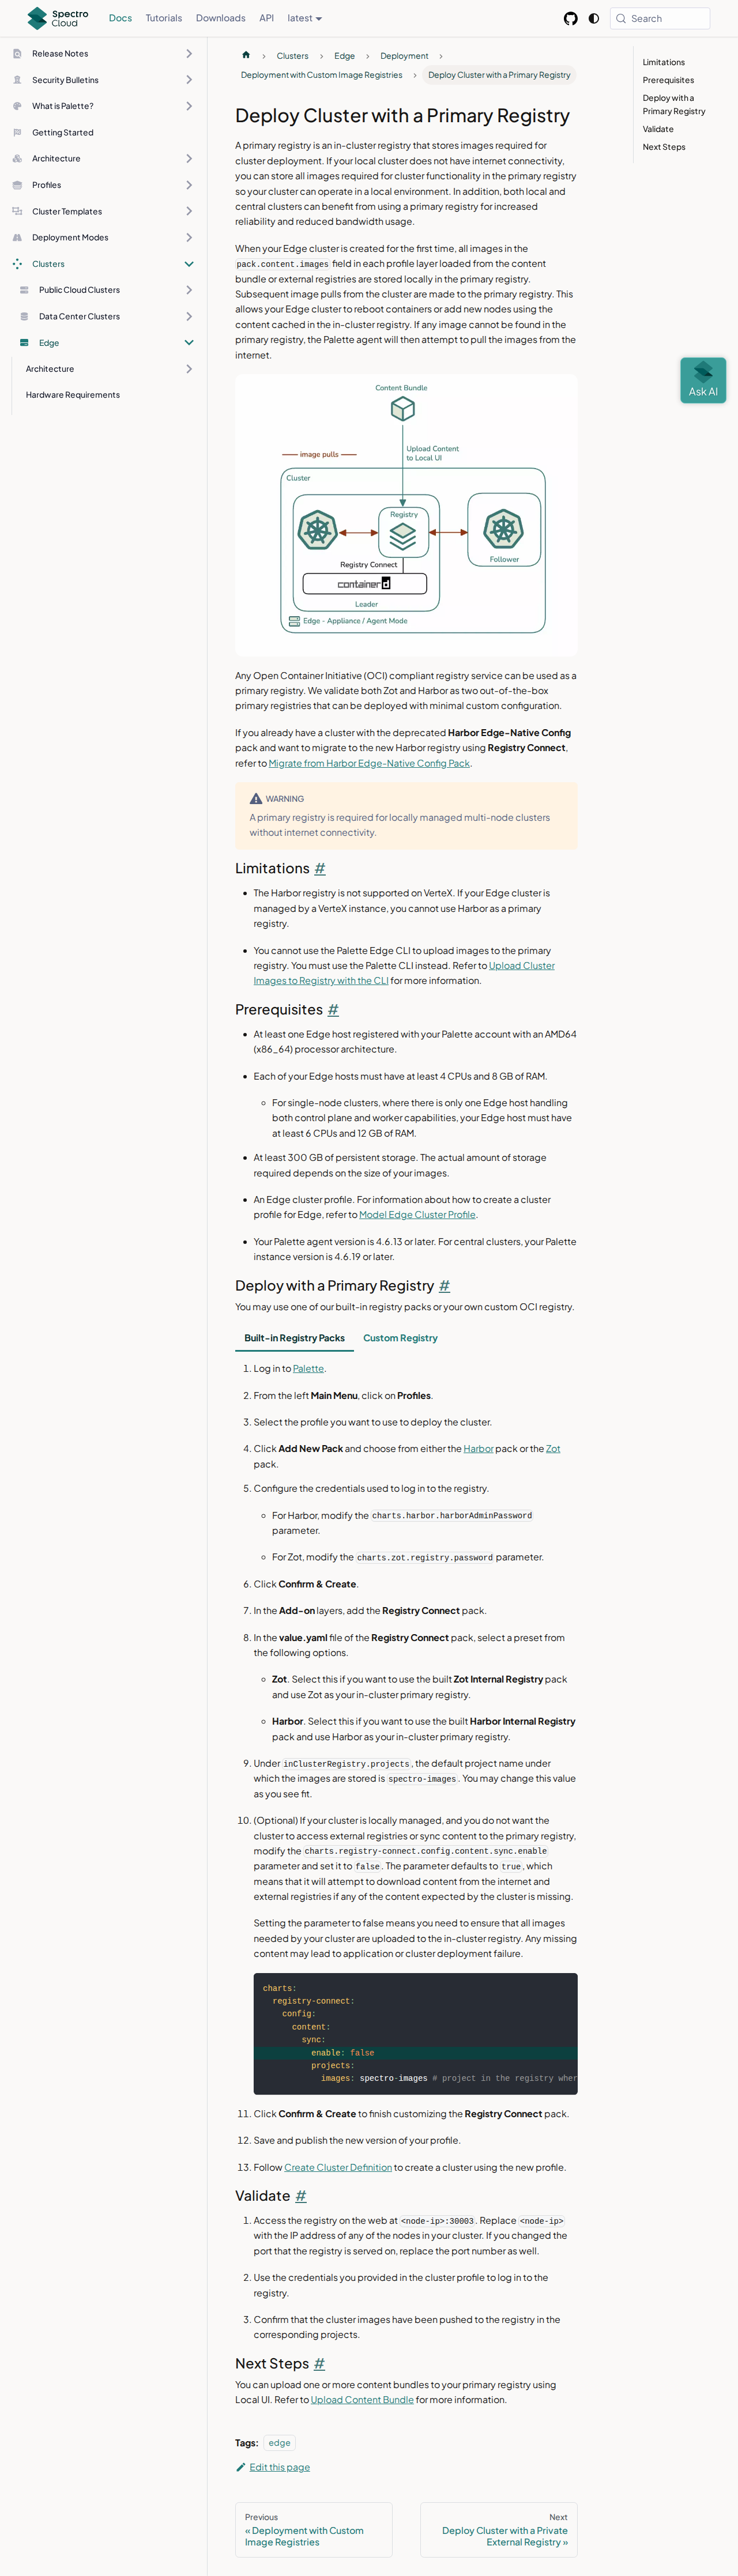 Spectro Cloud
Docs
Tutorials
Downloads
API
latest
Search
Release Notes
Security Bulletins
What is Palette?
Getting Started
Architecture
Profiles
Cluster Templates
Deployment Modes
Clusters
Public Cloud Clusters
Data Center Clusters
Edge
Architecture
Hardware Requirements
Clusters
Edge
Deployment
Deployment with Custom Image Registries
Deploy Cluster with a Primary Registry
Deploy Cluster with a Primary Registry
A primary registry is an in-cluster registry that stores images required for
cluster deployment. If your local cluster does not have internet connectivity,
you can store all images required for cluster functionality in the primary registry
so your cluster can operate in a local environment. In addition, both local and
central clusters can benefit from using a primary registry for increased
reliability and reduced bandwidth usage.
When your Edge cluster is created for the first time, all images in the
pack.content.images field in each profile layer loaded from the content
bundle or external registries are stored locally in the primary registry.
Subsequent image pulls from the cluster are made to the primary registry. This
allows your Edge cluster to reboot containers or add new nodes using the
content cached in the in-cluster registry. If any image cannot be found in the
primary registry, the Palette agent will then attempt to pull the images from the
internet.
Content Bundle
image pulls
Upload Content
to Local UI
Cluster
Registry
Registry Connect
Follower
containerd
Leader
Edge - Appliance / Agent Mode
Any Open Container Initiative (OCI) compliant registry service can be used as a
primary registry. We validate both Zot and Harbor as two out-of-the-box
primary registries that can be deployed with minimal custom configuration.
If you already have a cluster with the deprecated Harbor Edge-Native Config
pack and want to migrate to the new Harbor registry using Registry Connect,
refer to Migrate from Harbor Edge-Native Config Pack.
WARNING
A primary registry is required for locally managed multi-node clusters
without internet connectivity.
Limitations #
The Harbor registry is not supported on VerteX. If your Edge cluster is
managed by a VerteX instance, you cannot use Harbor as a primary
registry.
You cannot use the Palette Edge CLI to upload images to the primary
registry. You must use the Palette CLI instead. Refer to Upload Cluster
Images to Registry with the CLI for more information.
Prerequisites #
At least one Edge host registered with your Palette account with an AMD64
(x86_64) processor architecture.
Each of your Edge hosts must have at least 4 CPUs and 8 GB of RAM.
For single-node clusters, where there is only one Edge host handling
both control plane and worker capabilities, your Edge host must have
at least 6 CPUs and 12 GB of RAM.
At least 300 GB of persistent storage. The actual amount of storage
required depends on the size of your images.
An Edge cluster profile. For information about how to create a cluster
profile for Edge, refer to Model Edge Cluster Profile.
Your Palette agent version is 4.6.13 or later. For central clusters, your Palette
instance version is 4.6.19 or later.
Deploy with a Primary Registry #
You may use one of our built-in registry packs or your own custom OCI registry.
Built-in Registry Packs
Custom Registry
1. Log in to Palette.
2. From the left Main Menu, click on Profiles.
3. Select the profile you want to use to deploy the cluster.
4. Click Add New Pack and choose from either the Harbor pack or the Zot
pack.
5. Configure the credentials used to log in to the registry.
For Harbor, modify the charts.harbor.harborAdminPassword
parameter.
For Zot, modify the charts.zot.registry.password parameter.
6. Click Confirm & Create.
7. In the Add-on layers, add the Registry Connect pack.
8. In the value.yaml file of the Registry Connect pack, select a preset from
the following options.
Zot. Select this if you want to use the built Zot Internal Registry pack
and use Zot as your in-cluster primary registry.
Harbor. Select this if you want to use the built Harbor Internal Registry
pack and use Harbor as your in-cluster primary registry.
9. Under inClusterRegistry.projects, the default project name under
which the images are stored is spectro-images. You may change this value
as you see fit.
10. (Optional) If your cluster is locally managed, and you do not want the
cluster to access external registries or sync content to the primary registry,
modify the charts.registry-connect.config.content.sync.enable
parameter and set it to false. The parameter defaults to true, which
means that it will attempt to download content from the internet and
external registries if any of the content expected by the cluster is missing.
Setting the parameter to false means you need to ensure that all images
needed by your cluster are uploaded to the in-cluster registry. Any missing
content may lead to application or cluster deployment failure.
charts:
registry-connect:
config:
content:
sync:
enable: false
projects:
images: spectro-images # project in the registry wher
11. Click Confirm & Create to finish customizing the Registry Connect pack.
12. Save and publish the new version of your profile.
13. Follow Create Cluster Definition to create a cluster using the new profile.
Validate #
1. Access the registry on the web at <node-ip>:30003. Replace <node-ip>
with the IP address of any of the nodes in your cluster. If you changed the
port that the registry is served on, replace the port number as well.
2. Use the credentials you provided in the cluster profile to log in to the
registry.
3. Confirm that the cluster images have been pushed to the registry in the
corresponding projects.
Next Steps #
You can upload one or more content bundles to your primary registry using
Local UI. Refer to Upload Content Bundle for more information.
Tags: edge
Edit this page
Previous
« Deployment with Custom
Image Registries
Next
Deploy Cluster with a Private
External Registry »
Limitations
Prerequisites
Deploy with a
Primary Registry
Validate
Next Steps
Ask AI